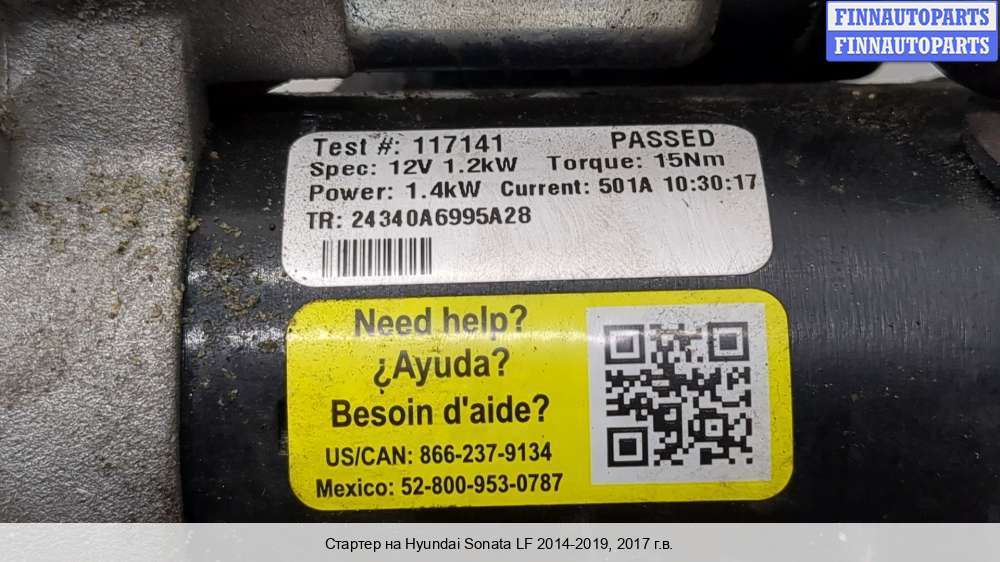 FINNAUTOPARTS
FINNAUTOPARTS
Test #: 117141 PASSED
Spec: 12V 1.2kW Torque: 15Nm
Power: 1.4kW Current: 501A 10:30:17
TR: 24340A6995A28
Need help?
¿Ayuda?
Besoin d'aide?
US/CAN: 866-237-9134
Mexico: 52-800-953-0787
Стартер на Hyundai Sonata LF 2014-2019, 2017 г.в.